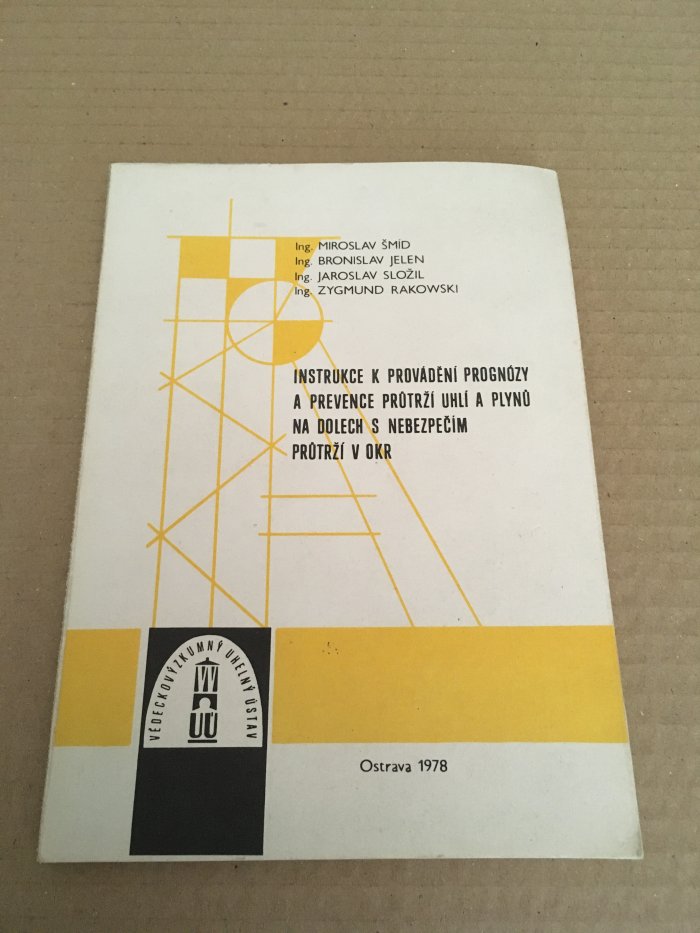 Ing. MIROSLAV ŠMÍD
Ing. BRONISLAV JELEN
Ing. JAROSLAV SLOŽIL
Ing. ZYGMUND RAKOWSKI
INSTRUKCE K PROVÁDĚNÍ PROGNÓZY
A PREVENCE PRŮTRŽÍ UHLÍ A PLYNŮ
NA DOLECH S NEBEZPEČÍM
PRŮTRŽÍ V OKR
VĚDECKOVÝZKUMNÝ UHELNÝ ÚSTAV
VVUÚ
Ostrava 1978